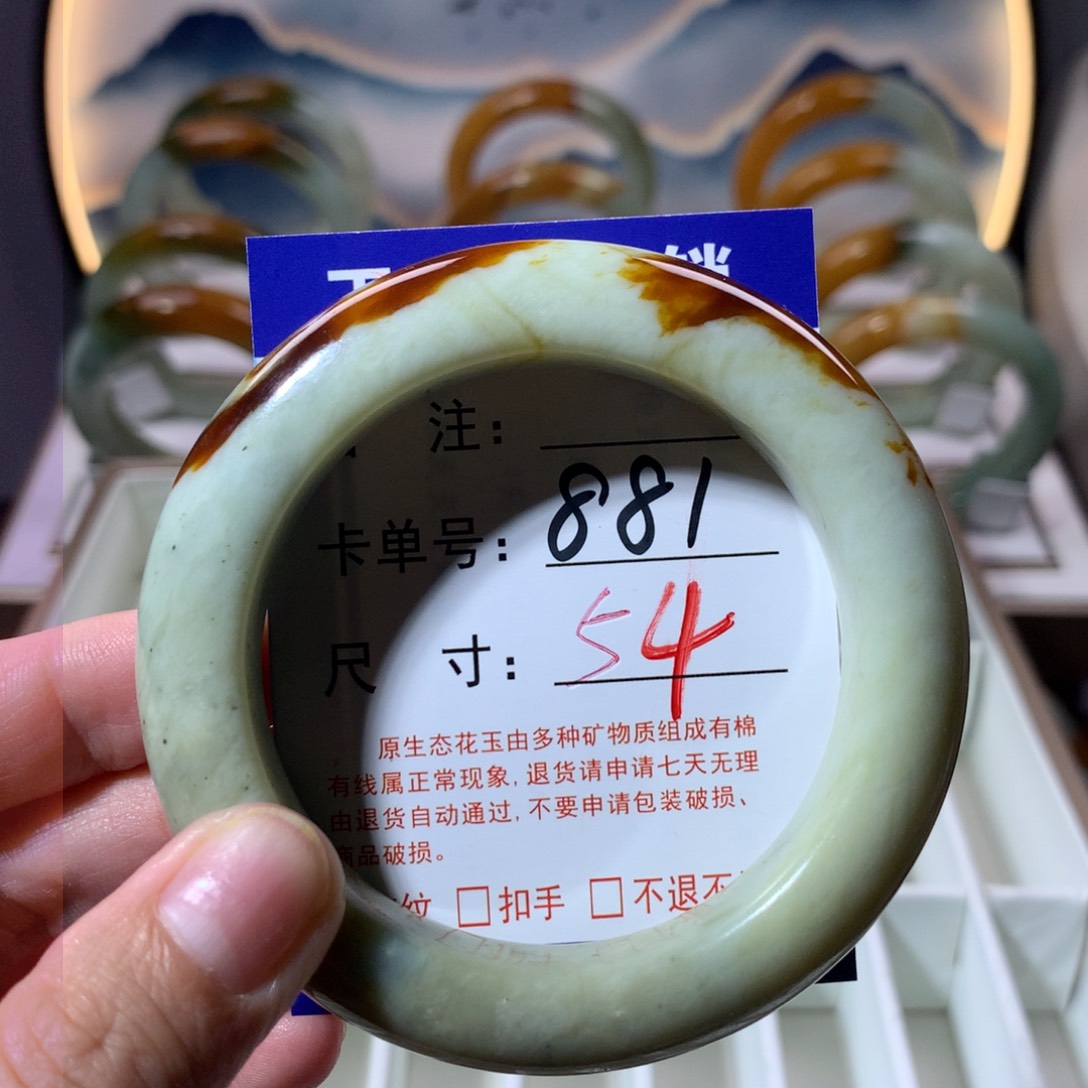 销
注：
卡单号：881
尺 寸：54
原生态花玉由多种矿物质组成有棉
有线属正常现象，退货请申请七天无理
由退货自动通过，不要申请包装破损、
商品破损。
纹 □扣手 □不退不